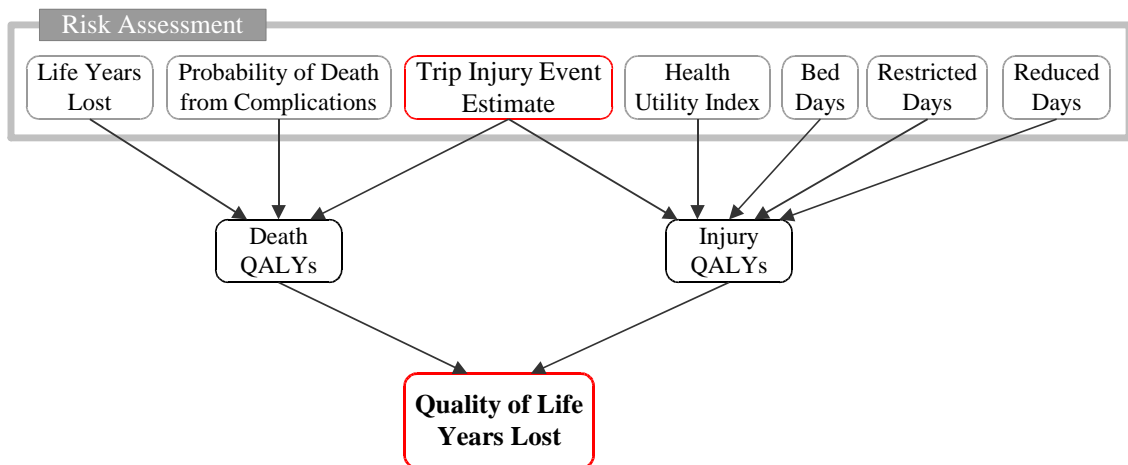 Risk Assessment
Life Years
Lost
Probability of Death
from Complications
Trip Injury Event
Estimate
Health
Utility Index
Bed
Days
Restricted
Days
Reduced
Days
Death
QALYs
Injury
QALYs
Quality of Life
Years Lost